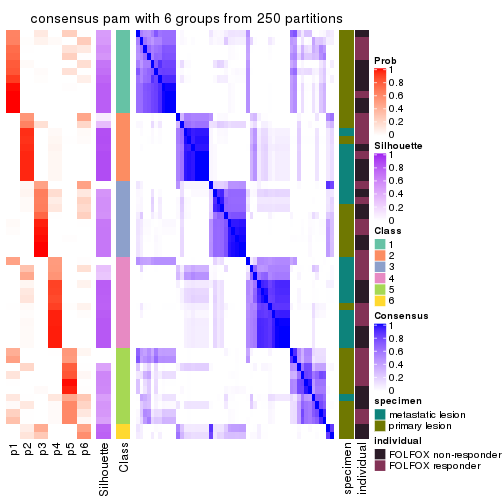 consensus pam with 6 groups from 250 partitions
Prob
1
0.8
0.6
0.4
0.2
0
Silhouette
1
0.8
0.6
0.4
0.2
0
Class
1
2
3
4
5
6
Consensus
1
0.8
0.6
0.4
0.2
0
specimen
metastatic lesion
primary lesion
individual
FOLFOX non-responder
FOLFOX responder
p1
p2
p3
p4
p5
p6
Silhouette
Class
specimen
individual